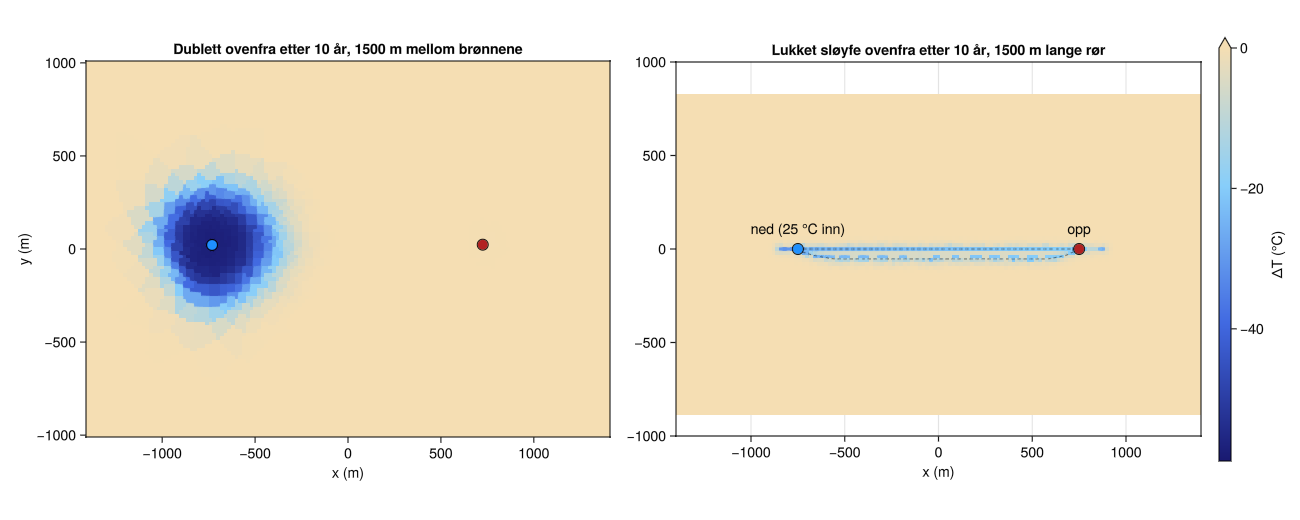 Dublett ovenfra etter 10 år, 1500 m mellom brønnene
1000
500
0
−500
−1000
y (m)
−1000
−500
0
500
1000
x (m)
Lukket sløyfe ovenfra etter 10 år, 1500 m lange rør
1000
500
0
−500
−1000
ned (25 °C inn)
opp
−1000
−500
0
500
1000
x (m)
0
−20
−40
ΔT (°C)